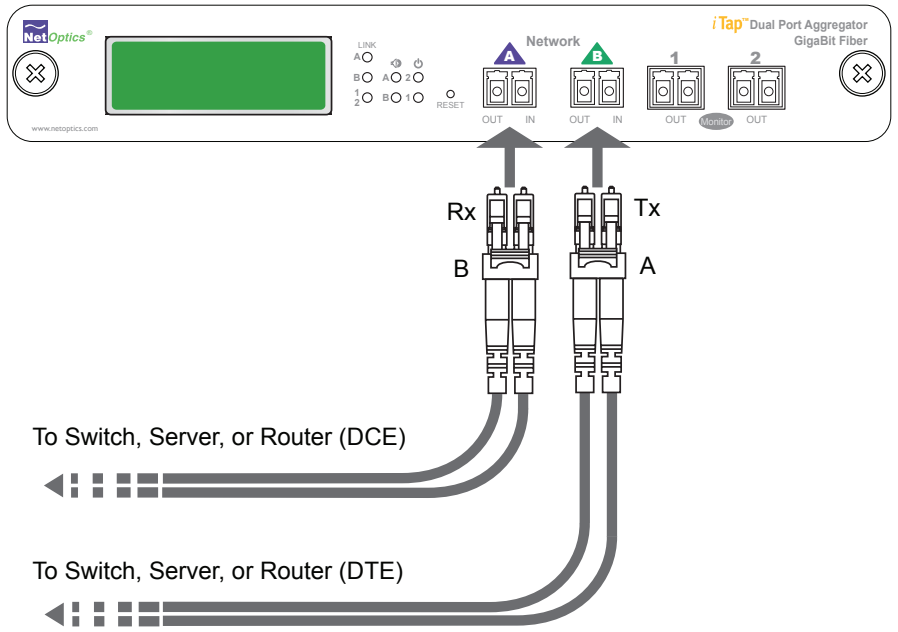 NetOptics®
iTap™ Dual Port Aggregator
GigaBit Fiber
LINK
A
B A 2
1 B 1
2
RESET
Network
A B 1 2
OUT IN OUT IN OUT Monitor OUT
www.netoptics.com
Rx Tx
B A
To Switch, Server, or Router (DCE)
To Switch, Server, or Router (DTE)